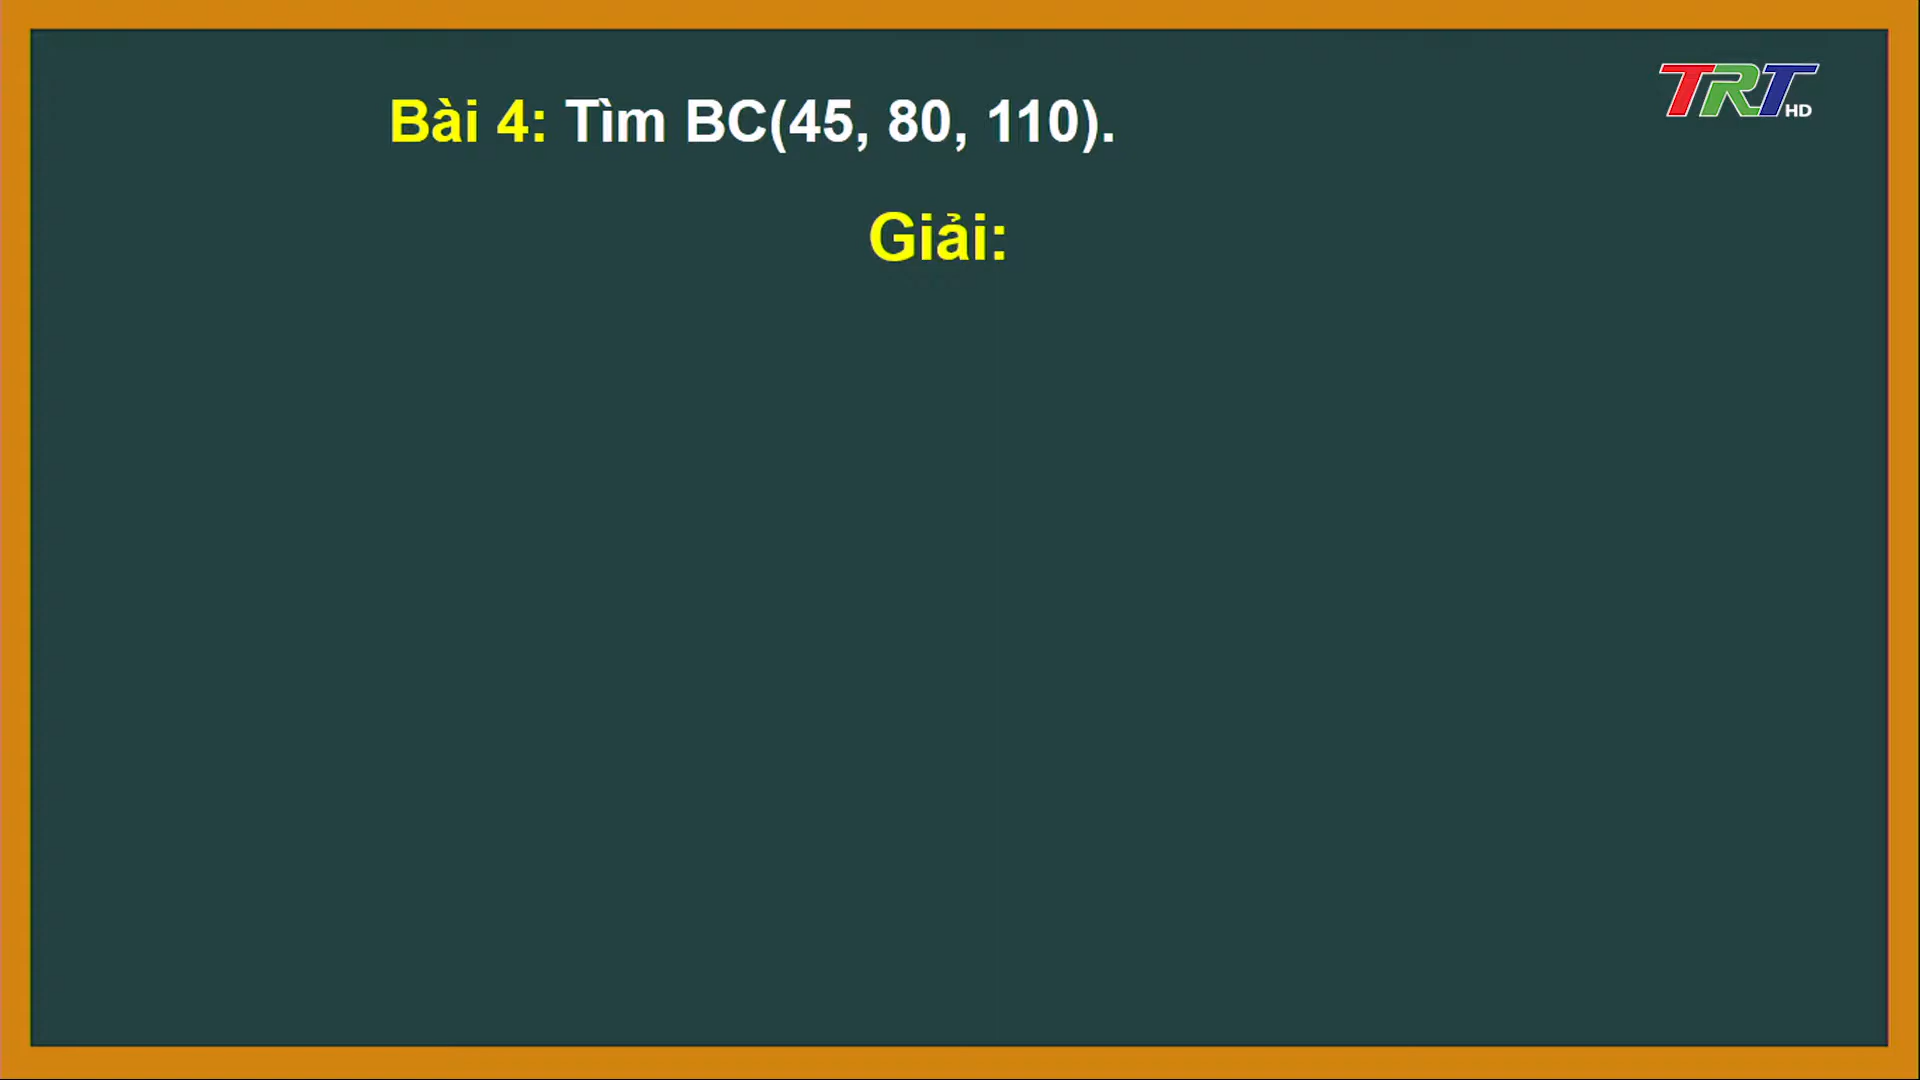 TRT HD
Bài 4: Tìm BC(45, 80, 110).
Giải: